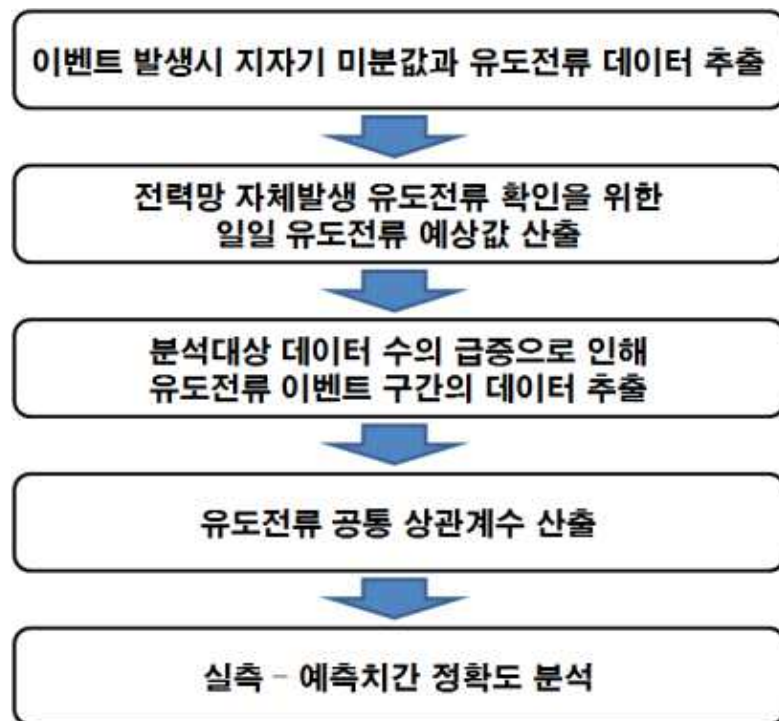 이벤트 발생시 지자기 미분값과 유도전류 데이터 추출
전력망 자체발생 유도전류 확인을 위한
일일 유도전류 예상값 산출
분석대상 데이터 수의 급증으로 인해
유도전류 이벤트 구간의 데이터 추출
유도전류 공통 상관계수 산출
실측 – 예측치간 정확도 분석